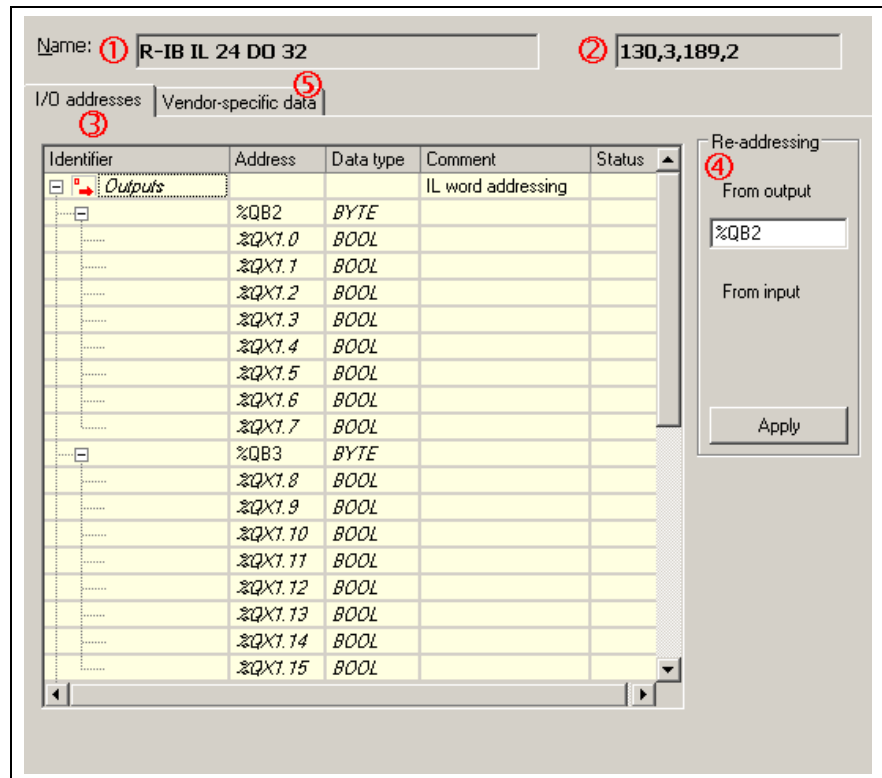 Name: ① R-IB IL 24 DO 32 ② 130,3,189,2
I/O addresses Vendor-specific data ⑤
③
Identifier Address Data type Comment Status
Outputs IL word addressing
%QB2 BYTE
%QX1.0 BOOL
%QX1.1 BOOL
%QX1.2 BOOL
%QX1.3 BOOL
%QX1.4 BOOL
%QX1.5 BOOL
%QX1.6 BOOL
%QX1.7 BOOL
%QB3 BYTE
%QX1.8 BOOL
%QX1.9 BOOL
%QX1.10 BOOL
%QX1.11 BOOL
%QX1.12 BOOL
%QX1.13 BOOL
%QX1.14 BOOL
%QX1.15 BOOL
Re-addressing
④
From output
%QB2
From input
Apply